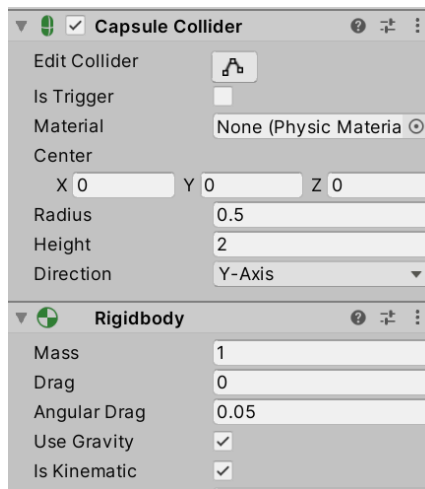 Capsule Collider
Edit Collider
Is Trigger
Material None (Physic Materia
Center
X 0 Y 0 Z 0
Radius 0.5
Height 2
Direction Y-Axis
Rigidbody
Mass 1
Drag 0
Angular Drag 0.05
Use Gravity
Is Kinematic